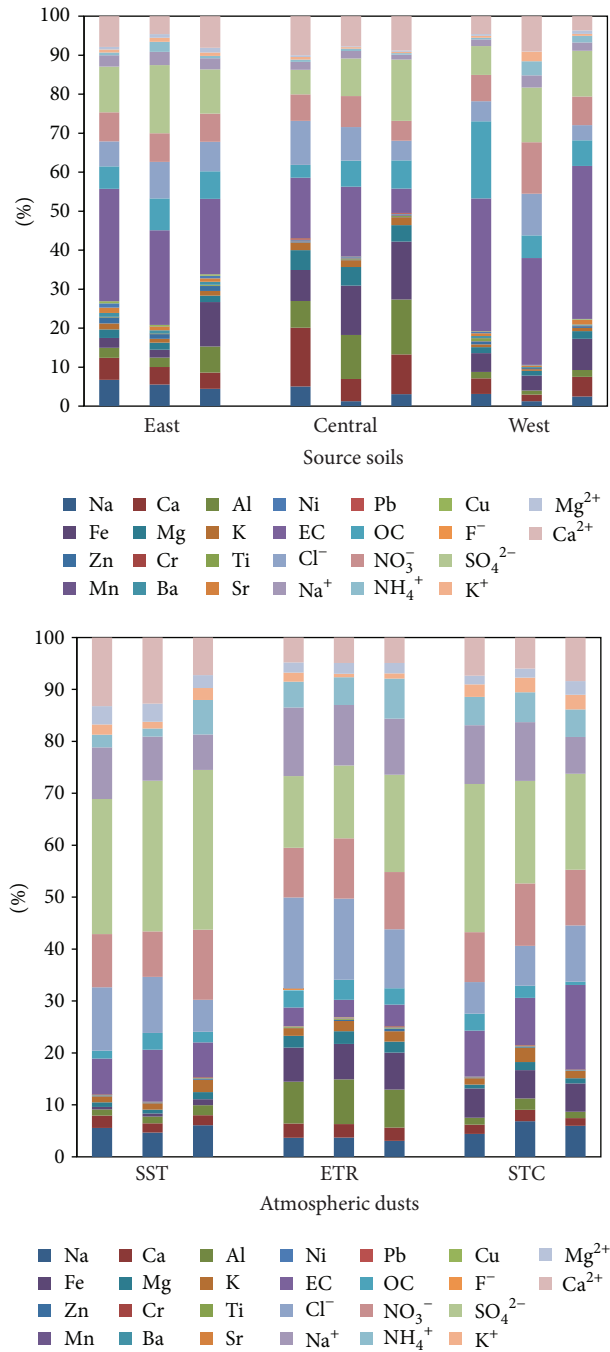 100
90
80
70
60
50
40
30
20
10
0
(%)
East Central West
Source soils
Na Ca Al Ni Pb Cu Mg²⁺
Fe Mg K EC OC F⁻ Ca²⁺
Zn Cr Ti Cl⁻ NO₃⁻ SO₄²⁻
Mn Ba Sr Na⁺ NH₄⁺ K⁺
100
90
80
70
60
50
40
30
20
10
0
(%)
SST ETR STC
Atmospheric dusts
Na Ca Al Ni Pb Cu Mg²⁺
Fe Mg K EC OC F⁻ Ca²⁺
Zn Cr Ti Cl⁻ NO₃⁻ SO₄²⁻
Mn Ba Sr Na⁺ NH₄⁺ K⁺